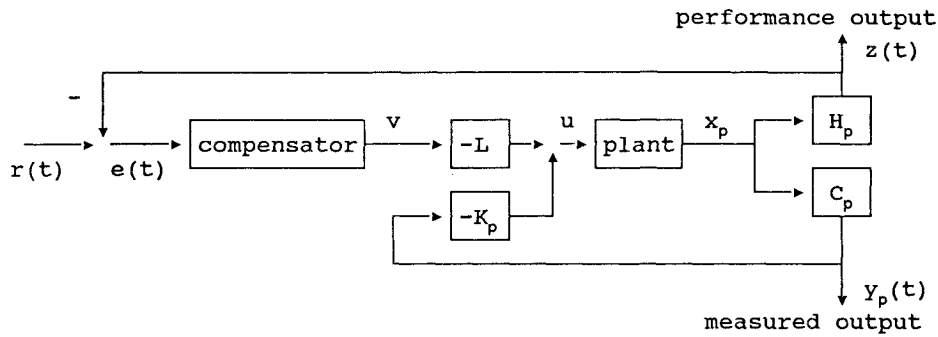 performance output
z(t)
–
r(t)
e(t)
compensator
v
-L
u
plant
x_p
H_p
C_p
-K_p
y_p(t)
measured output